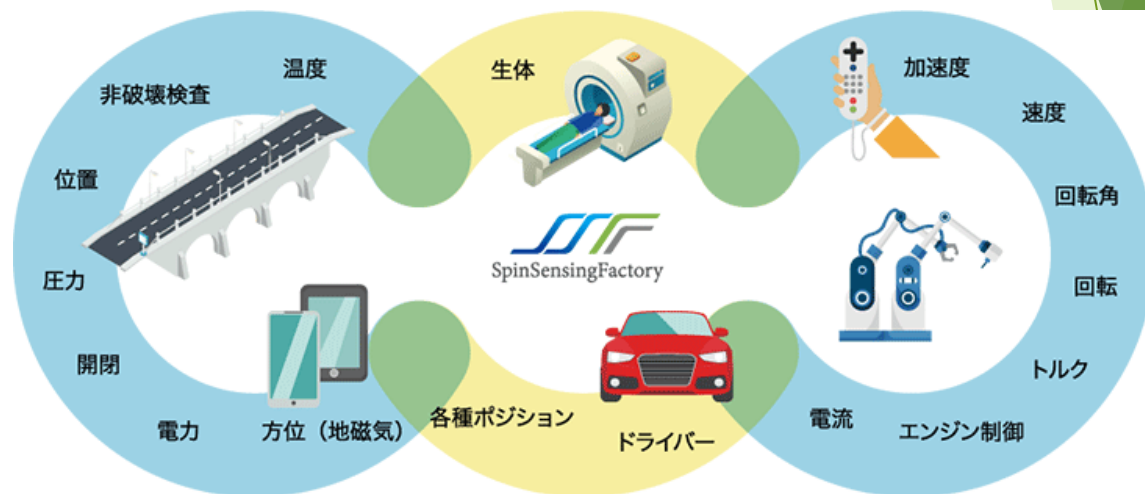 温度
非破壊検査
位置
圧力
開閉
電力
方位（地磁気）
生体
SpinSensingFactory
各種ポジション
ドライバー
加速度
速度
回転角
回転
トルク
エンジン制御
電流